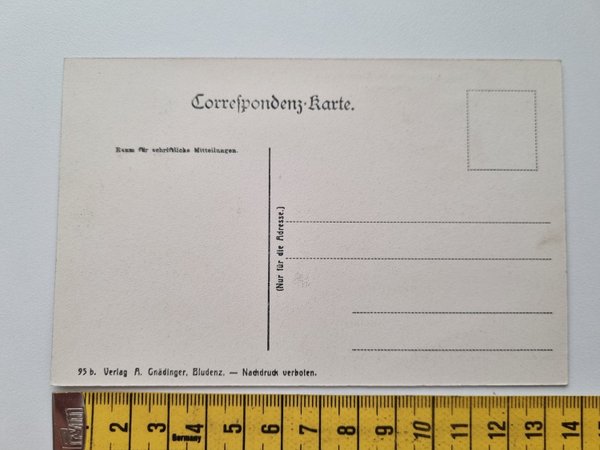 Correspondenz-Karte.
Raum für schriftliche Mitteilungen.
(Nur für die Adresse.)
95 b. Verlag A. Gnädinger, Bludenz. — Nachdruck verboten.
2 3 4 5 6 7 8 9 10 11 12 13 14
Germany